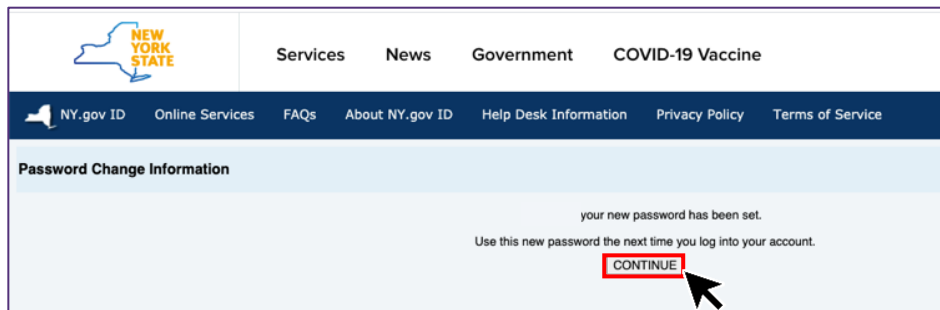 NEW
YORK
STATE
Services News Government COVID-19 Vaccine
NY.gov ID Online Services FAQs About NY.gov ID Help Desk Information Privacy Policy Terms of Service
Password Change Information
your new password has been set.
Use this new password the next time you log into your account.
CONTINUE